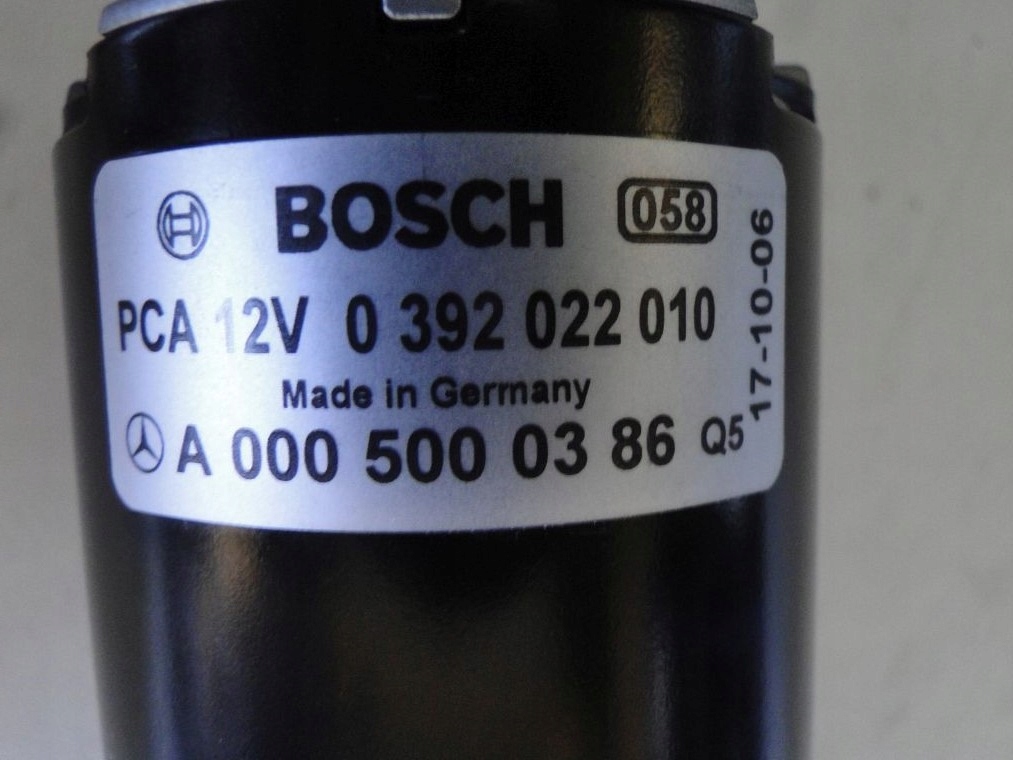 BOSCH 058
PCA 12V 0 392 022 010
Made in Germany
A 000 500 03 86 Q5
17-10-06